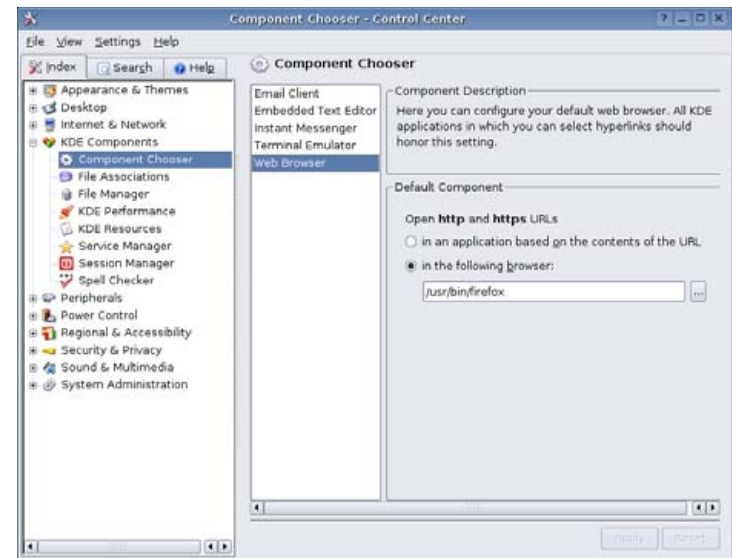 Component Chooser - Control Center
File View Settings Help
Index Search Help
Appearance & Themes
Desktop
Internet & Network
KDE Components
Component Chooser
File Associations
File Manager
KDE Performance
KDE Resources
Service Manager
Session Manager
Spell Checker
Peripherals
Power Control
Regional & Accessibility
Security & Privacy
Sound & Multimedia
System Administration
Component Chooser
Email Client
Embedded Text Editor
Instant Messenger
Terminal Emulator
Web Browser
Component Description
Here you can configure your default web browser. All KDE
applications in which you can select hyperlinks should
honor this setting.
Default Component
Open http and https URLs
in an application based on the contents of the URL
in the following browser:
/usr/bin/firefox
...
Apply Reset